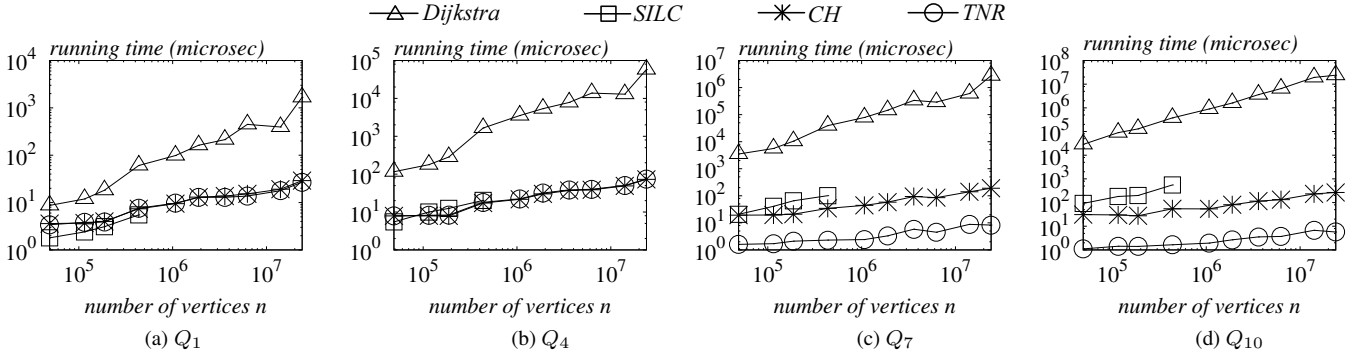 Dijkstra SILC CH TNR
running time (microsec)
10^4
10^3
10^2
10^1
10^0
10^5 10^6 10^7
number of vertices n
(a) Q_1
running time (microsec)
10^5
10^4
10^3
10^2
10^1
10^0
10^5 10^6 10^7
number of vertices n
(b) Q_4
running time (microsec)
10^7
10^6
10^5
10^4
10^3
10^2
10^1
10^0
10^5 10^6 10^7
number of vertices n
(c) Q_7
running time (microsec)
10^8
10^7
10^6
10^5
10^4
10^3
10^2
10^1
10^0
10^5 10^6 10^7
number of vertices n
(d) Q_10